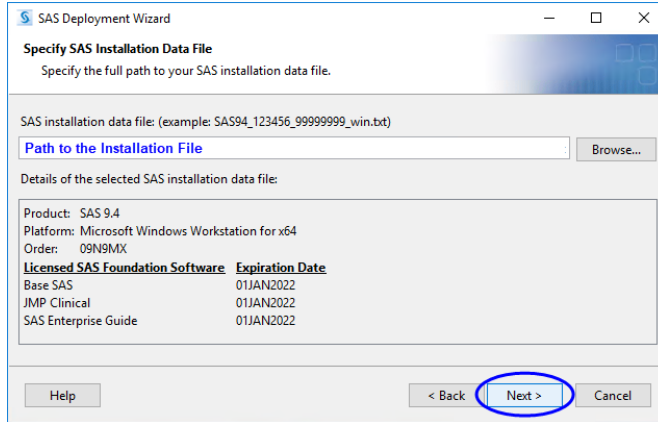 SAS Deployment Wizard
Specify SAS Installation Data File
Specify the full path to your SAS installation data file.
SAS installation data file: (example: SAS94_123456_99999999_win.txt)
Path to the Installation File
Browse...
Details of the selected SAS installation data file:
Product: SAS 9.4
Platform: Microsoft Windows Workstation for x64
Order: 09N9MX
Licensed SAS Foundation Software Expiration Date
Base SAS 01JAN2022
JMP Clinical 01JAN2022
SAS Enterprise Guide 01JAN2022
Help < Back Next > Cancel